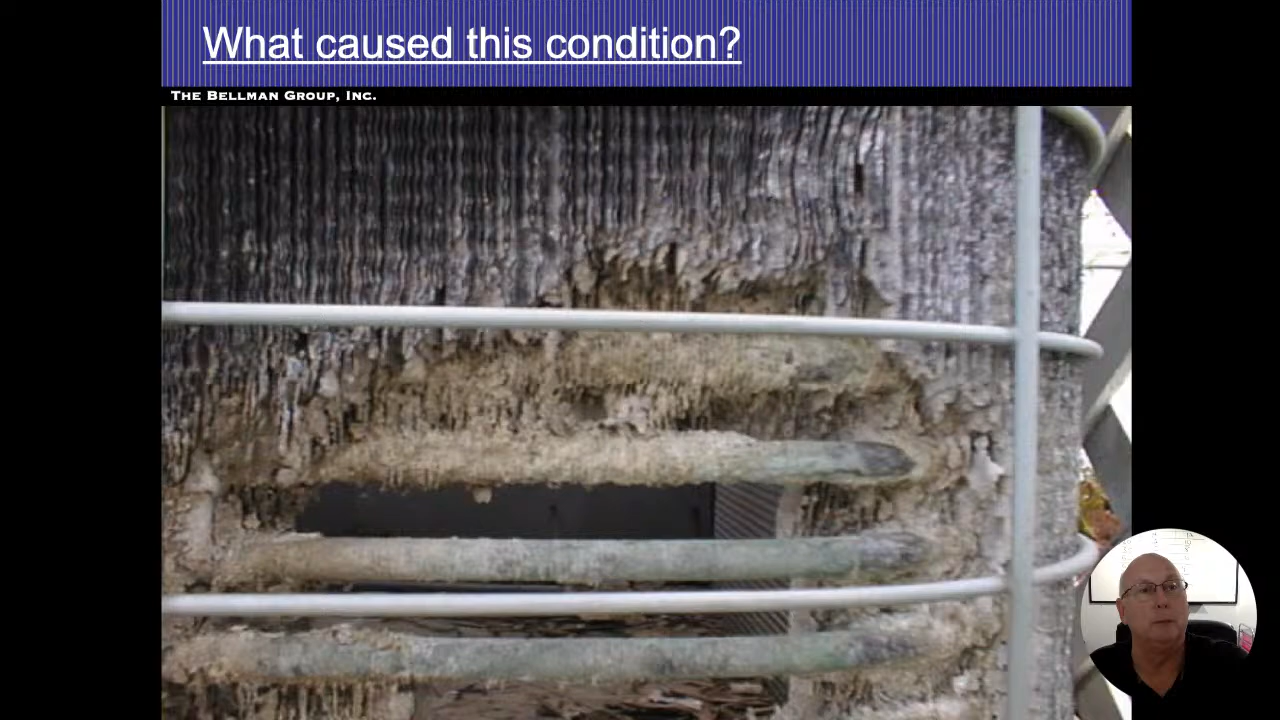 What caused this condition?
The Bellman Group, Inc.